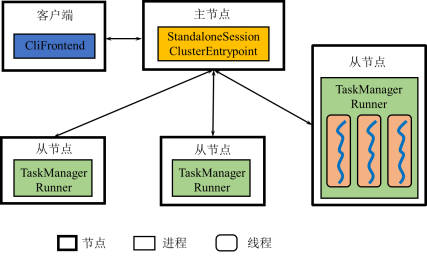 客户端
CliFrontend
主节点
StandaloneSession
ClusterEntrypoint
从节点
TaskManager
Runner
从节点
TaskManager
Runner
从节点
TaskManager
Runner
节点
进程
线程